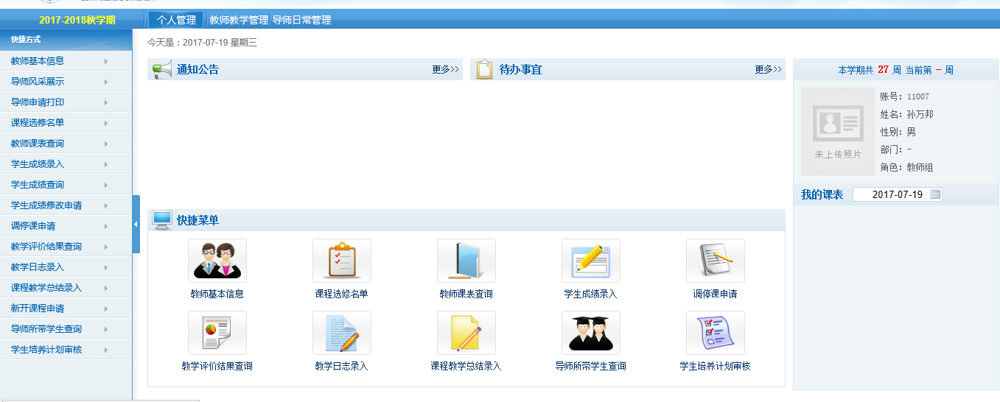 2017-2018秋学期
个人管理 教师教学管理 导师日常管理
快捷方式
教师基本信息
导师风采展示
导师申请打印
课程选修名单
教师课表查询
学生成绩录入
学生成绩查询
学生成绩修改申请
调停课申请
教学评价结果查询
教学日志录入
课程教学总结录入
新开课程申请
导师所带学生查询
学生培养计划审核
今天是：2017-07-19 星期三
通知公告 更多>>
待办事宜 更多>>
快捷菜单
教师基本信息 课程选修名单 教师课表查询 学生成绩录入 调停课申请
教学评价结果查询 教学日志录入 课程教学总结录入 导师所带学生查询 学生培养计划审核
本学期共 27 周 当前第 - 周
未上传照片
账号：11007
姓名：孙万邦
性别：男
部门：-
角色：教师组
我的课表 2017-07-19